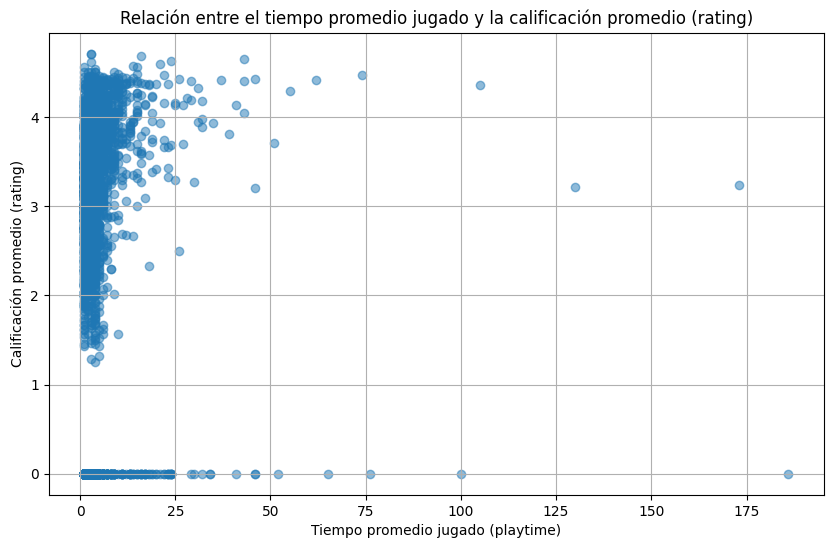 Relación entre el tiempo promedio jugado y la calificación promedio (rating)
Calificación promedio (rating)
4
3
2
1
0
0 25 50 75 100 125 150 175
Tiempo promedio jugado (playtime)